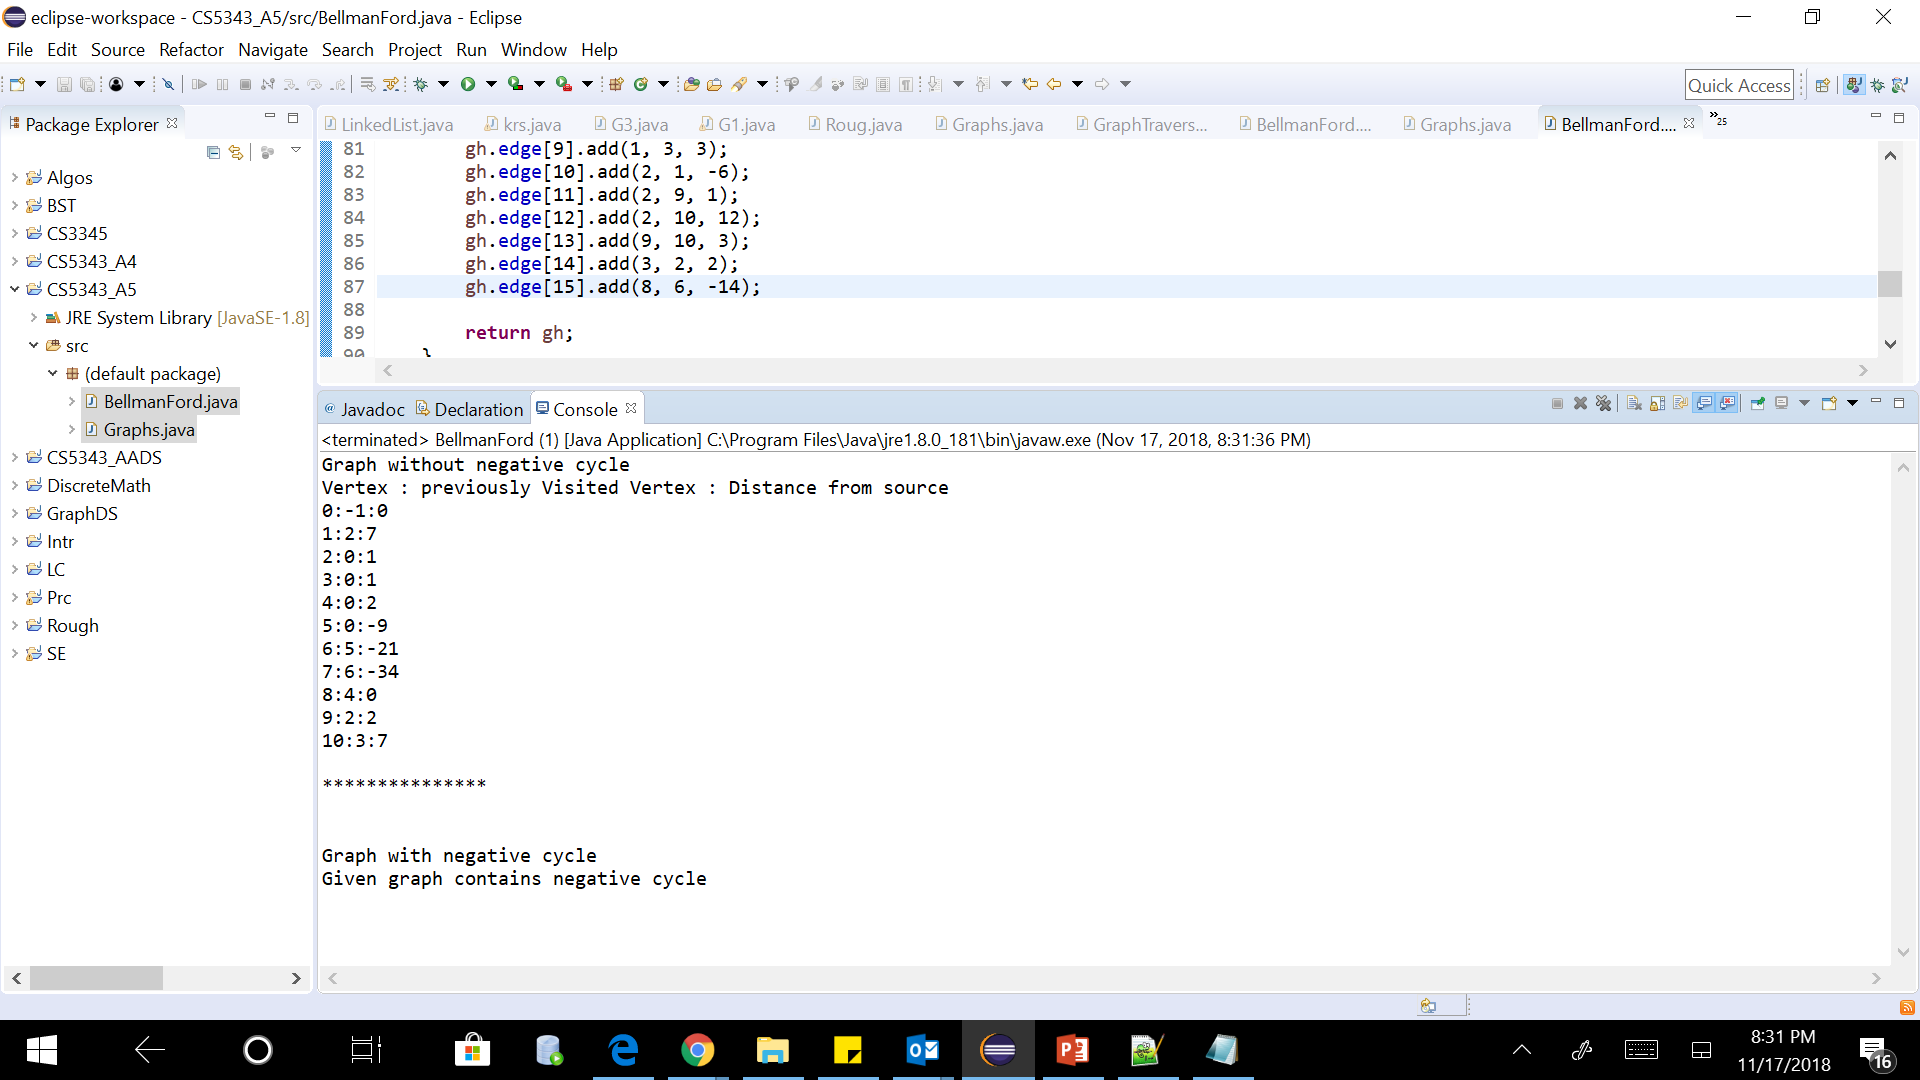 eclipse-workspace - CS5343_A5/src/BellmanFord.java - Eclipse
File Edit Source Refactor Navigate Search Project Run Window Help
Quick Access
Package Explorer
LinkedList.java krs.java G3.java G1.java Roug.java Graphs.java GraphTravers... BellmanFord.... Graphs.java BellmanFord.... »25
Algos
BST
CS3345
CS5343_A4
CS5343_A5
JRE System Library [JavaSE-1.8]
src
(default package)
BellmanFord.java
Graphs.java
CS5343_AADS
DiscreteMath
GraphDS
Intr
LC
Prc
Rough
SE
81 gh.edge[9].add(1, 3, 3);
82 gh.edge[10].add(2, 1, -6);
83 gh.edge[11].add(2, 9, 1);
84 gh.edge[12].add(2, 10, 12);
85 gh.edge[13].add(9, 10, 3);
86 gh.edge[14].add(3, 2, 2);
87 gh.edge[15].add(8, 6, -14);
88
89 return gh;
90 }
@ Javadoc Declaration Console
<terminated> BellmanFord (1) [Java Application] C:\Program Files\Java\jre1.8.0_181\bin\javaw.exe (Nov 17, 2018, 8:31:36 PM)
Graph without negative cycle
Vertex : previously Visited Vertex : Distance from source
0:-1:0
1:2:7
2:0:1
3:0:1
4:0:2
5:0:-9
6:5:-21
7:6:-34
8:4:0
9:2:2
10:3:7
***************
Graph with negative cycle
Given graph contains negative cycle
8:31 PM
11/17/2018
16